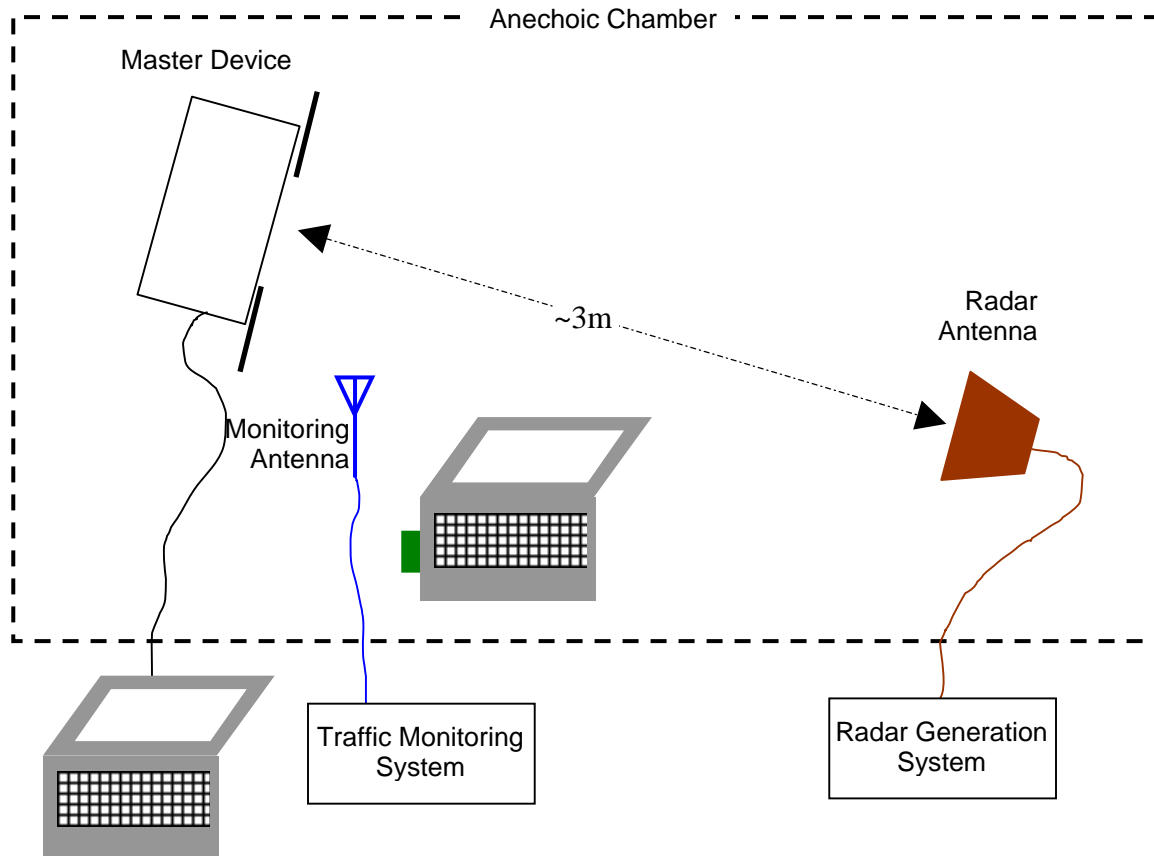 Anechoic Chamber
Master Device
~3m
Radar
Antenna
Monitoring
Antenna
Traffic Monitoring
System
Radar Generation
System